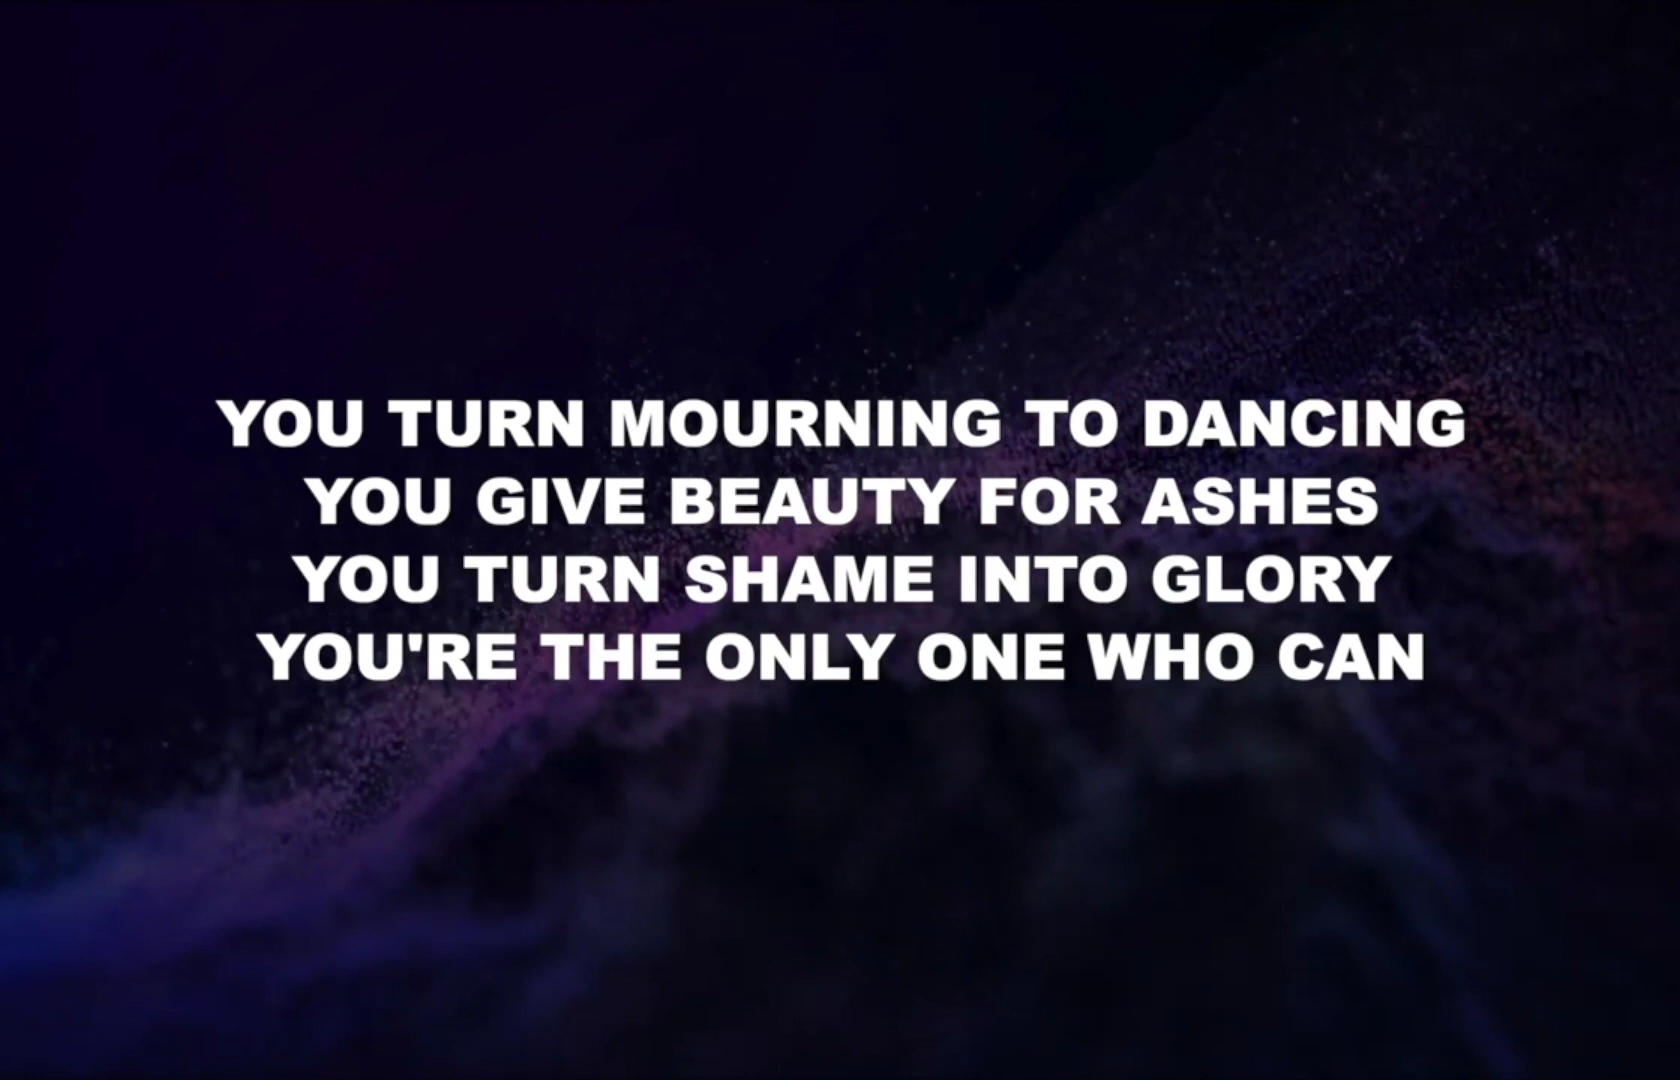 YOU TURN MOURNING TO DANCING
YOU GIVE BEAUTY FOR ASHES
YOU TURN SHAME INTO GLORY
YOU'RE THE ONLY ONE WHO CAN